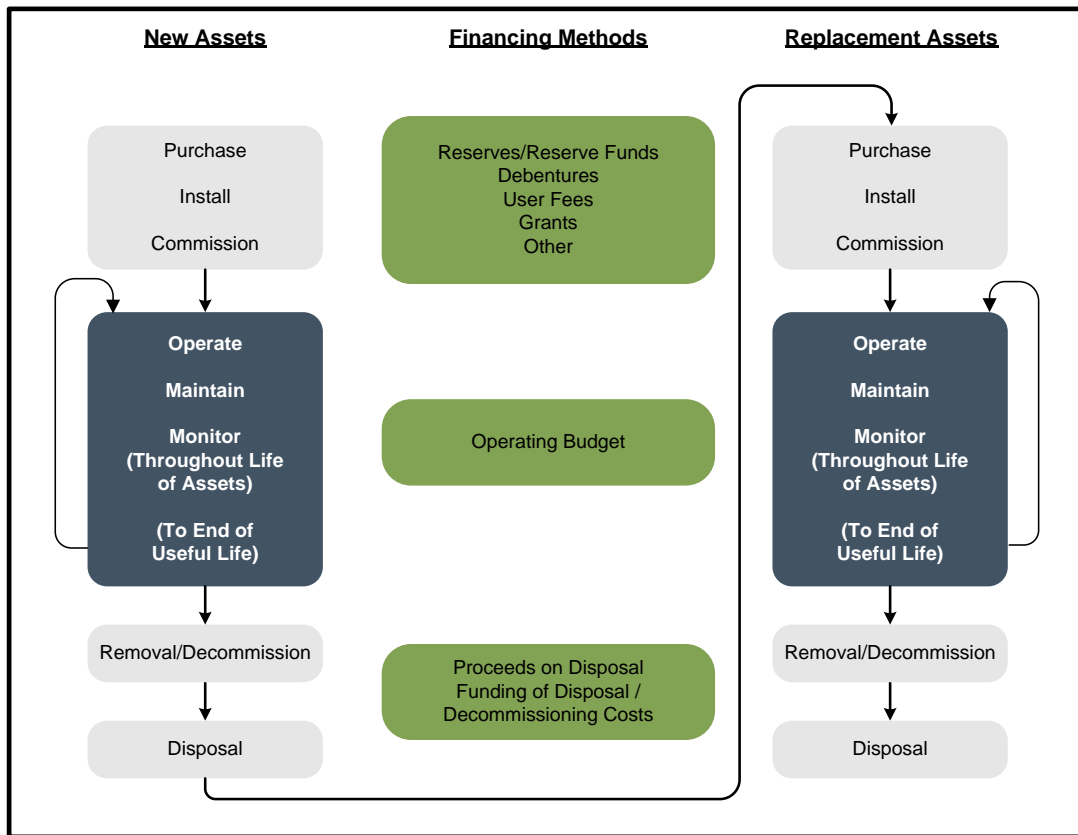 New Assets
Financing Methods
Replacement Assets
Purchase
Install
Commission
Reserves/Reserve Funds
Debentures
User Fees
Grants
Other
Purchase
Install
Commission
Operate
Maintain
Monitor
(Throughout Life
of Assets)
(To End of
Useful Life)
Operating Budget
Operate
Maintain
Monitor
(Throughout Life
of Assets)
(To End of
Useful Life)
Removal/Decommission
Proceeds on Disposal
Funding of Disposal /
Decommissioning Costs
Removal/Decommission
Disposal
Disposal